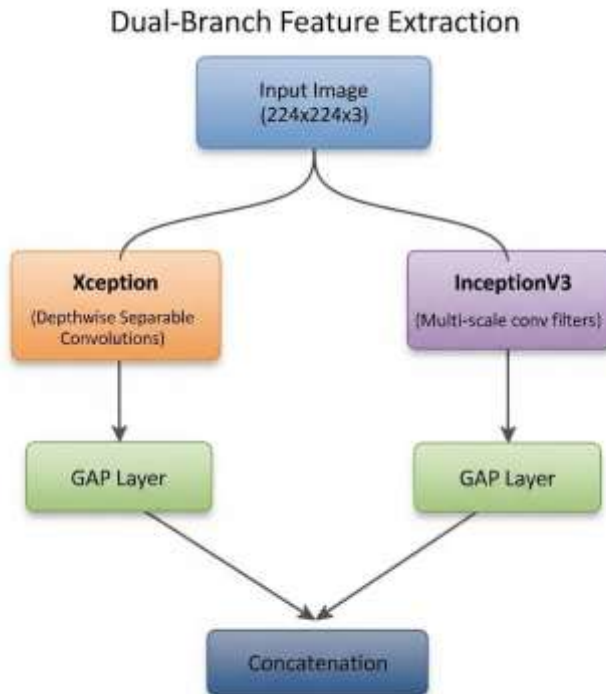 Dual-Branch Feature Extraction
Input Image
(224x224x3)
Xception
(Depthwise Separable
Convolutions)
InceptionV3
(Multi-scale conv filters)
GAP Layer
GAP Layer
Concatenation